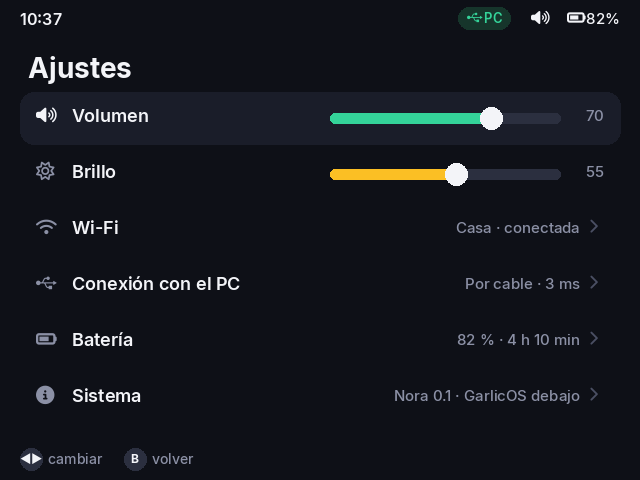 10:37 PC 82%
Ajustes
Volumen 70
Brillo 55
Wi-Fi Casa · conectada
Conexión con el PC Por cable · 3 ms
Batería 82 % · 4 h 10 min
Sistema Nora 0.1 · GarlicOS debajo
cambiar B volver